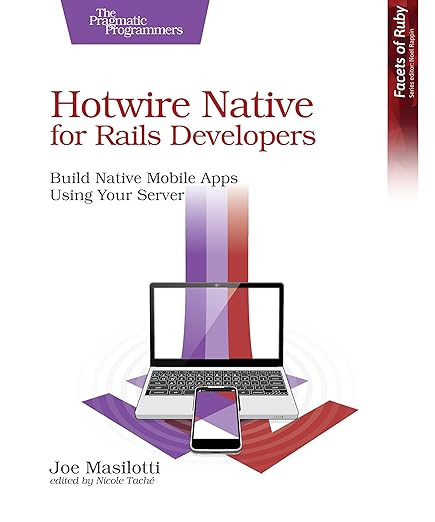 The
Pragmatic
Programmers
Facets of Ruby
Series editor: Noel Rappin
Hotwire Native
for Rails Developers
Build Native Mobile Apps
Using Your Server
Joe Masilotti
edited by Nicole Taché